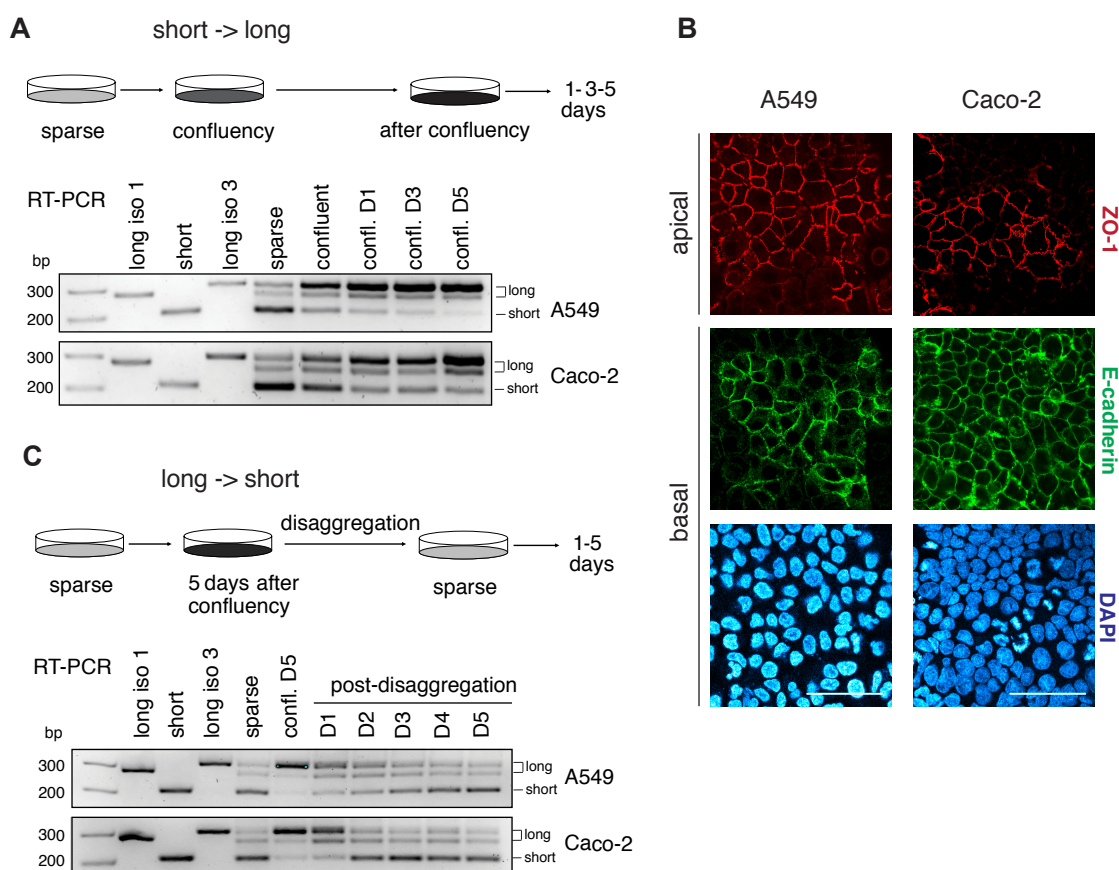 A
short -> long
sparse
confluency
after confluency
1- 3-5
days
RT-PCR
long iso 1
short
long iso 3
sparse
confluent
confl. D1
confl. D3
confl. D5
bp
300
200
long
short
A549
300
200
long
short
Caco-2
B
A549
Caco-2
apical
basal
ZO-1
E-cadherin
DAPI
C
long -> short
disaggregation
sparse
5 days after
confluency
sparse
1-5
days
RT-PCR
long iso 1
short
long iso 3
sparse
confl. D5
post-disaggregation
D1
D2
D3
D4
D5
bp
300
200
long
short
A549
300
200
long
short
Caco-2